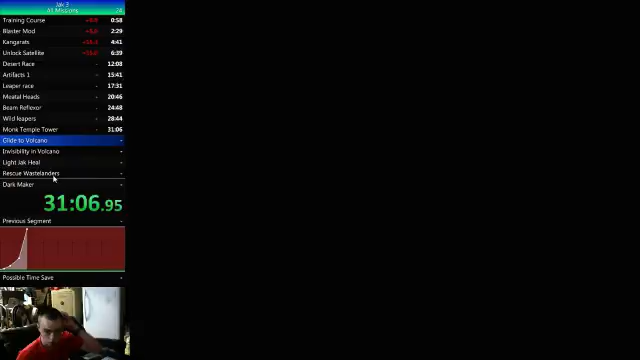 Jak 3
All Missions
24
Training Course 0:58
Blaster Mod 2:29
Kangarats 4:41
Unlock Satellite 6:39
Desert Race - 12:08
Artifacts 1 - 15:41
Leaper race - 17:31
Meatal Heads - 20:46
Beam Reflexor - 24:48
Wild leapers - 28:44
Monk Temple Tower - 31:06
Glide to Volcano -
Invisibility in Volcano -
Light Jak Heal -
Rescue Wastelanders -
Dark Maker -
31:06.95
Previous Segment -
Possible Time Save -